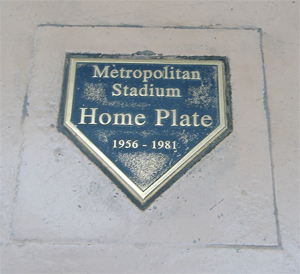 Metropolitan
Stadium
Home Plate
1956 - 1981